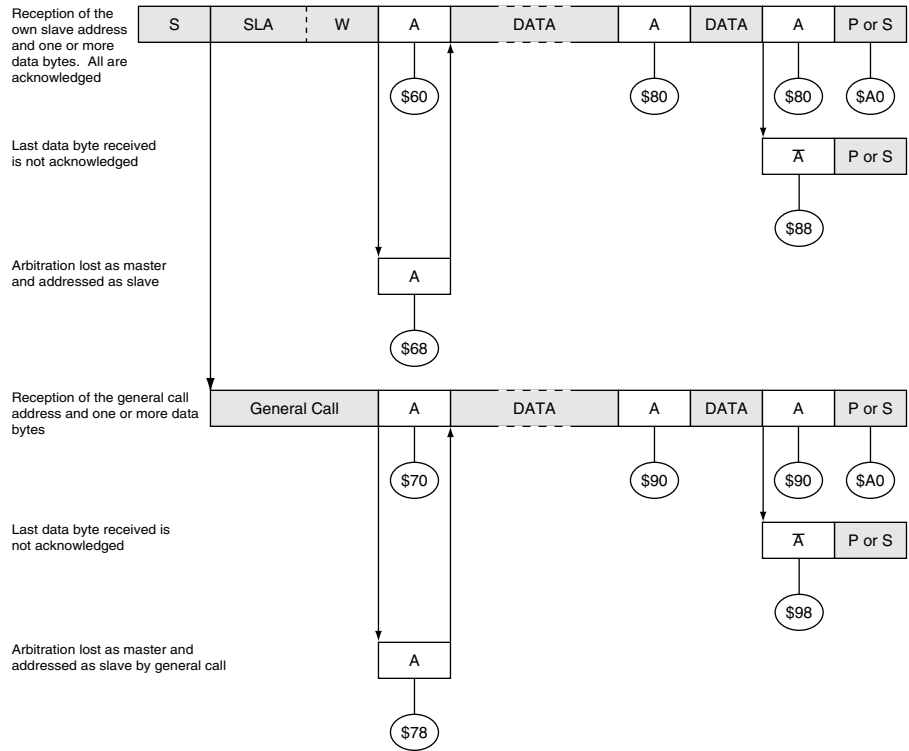 Reception of the
own slave address
and one or more
data bytes. All are
acknowledged
S SLA W A DATA A DATA A P or S
$60 $80 $80 $A0
Last data byte received
is not acknowledged
A̅ P or S
$88
Arbitration lost as master
and addressed as slave
A
$68
Reception of the general call
address and one or more data
bytes
General Call A DATA A DATA A P or S
$70 $90 $90 $A0
Last data byte received is
not acknowledged
A̅ P or S
$98
Arbitration lost as master and
addressed as slave by general call
A
$78